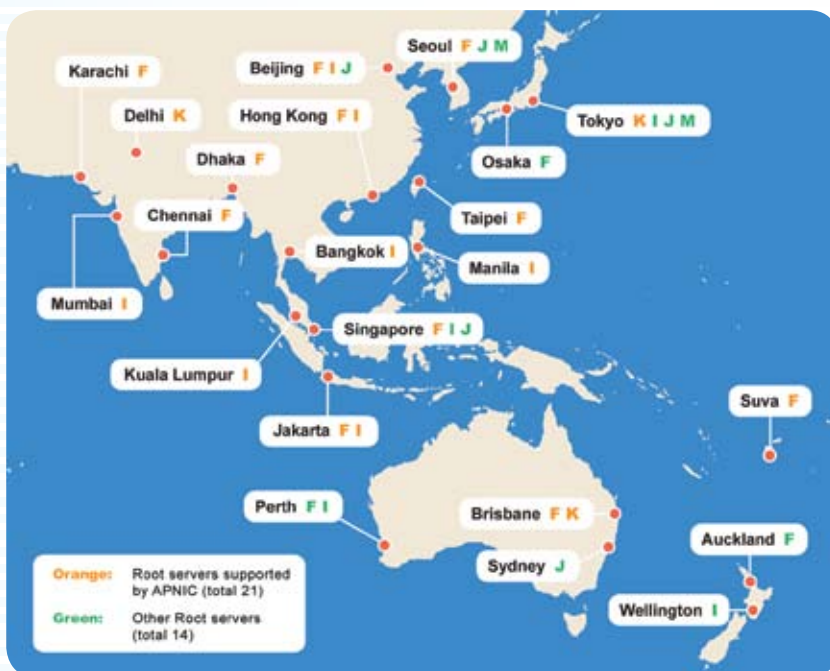 Seoul F J M
Karachi F
Beijing F I J
Delhi K
Hong Kong F I
Tokyo K I J M
Dhaka F
Osaka F
Chennai F
Taipei F
Bangkok I
Manila I
Mumbai I
Singapore F I J
Kuala Lumpur I
Suva F
Jakarta F I
Perth F I
Brisbane F K
Auckland F
Sydney J
Orange: Root servers supported
by APNIC (total 21)
Green: Other Root servers
(total 14)
Wellington I